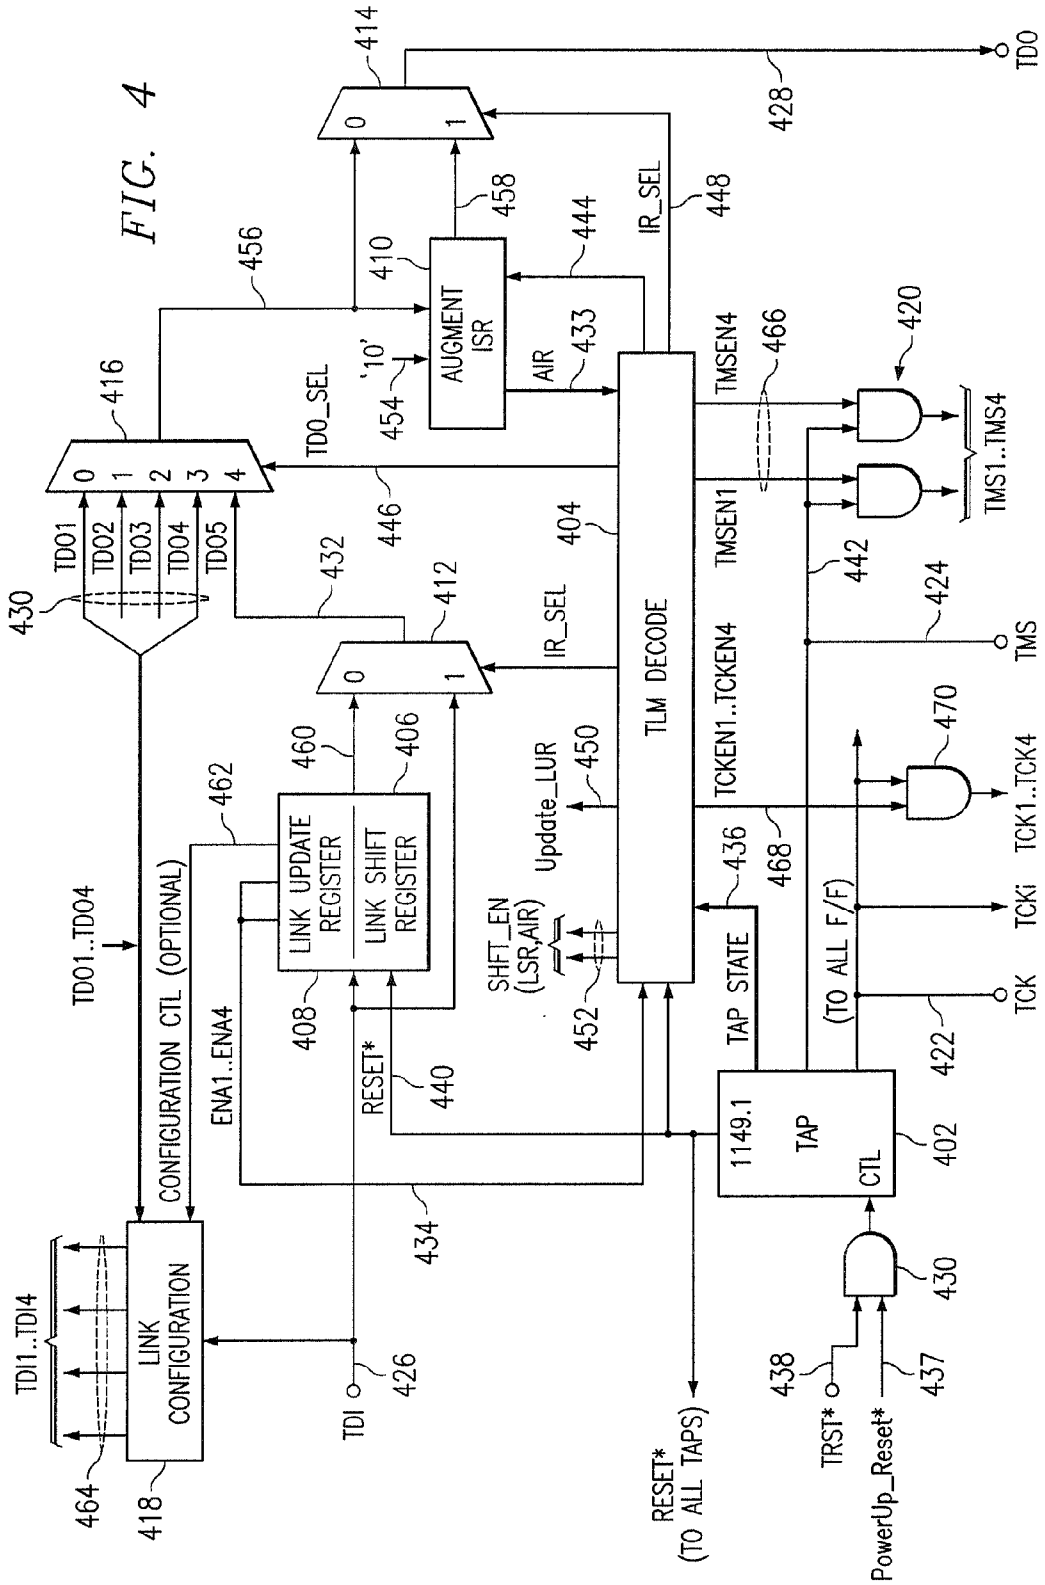 FIG. 4
TDI1..TDI4
464
418
LINK
CONFIGURATION
TDO1..TDO4
CONFIGURATION CTL (OPTIONAL)
462
ENA1..ENA4
434
430
TDO1
TDO2
TDO3
TDO4
TDO5
0
1
2
3
4
416
456
TDO_SEL
446
432
412
0
1
IR_SEL
LINK UPDATE
REGISTER
LINK SHIFT
REGISTER
408
406
460
RESET*
440
TDI
426
'10'
454
AUGMENT
ISR
410
458
AIR
433
444
414
0
1
IR_SEL
448
428
TDO
SHFT_EN
(LSR,AIR)
452
Update_LUR
450
TLM DECODE
404
TAP STATE
436
468
TCKEN1..TCKEN4
TMSEN1
TMSEN4
466
420
TMS1..TMS4
442
424
TMS
470
TCK1..TCK4
TCKi
(TO ALL F/F)
422
TCK
1149.1
TAP
CTL
402
430
438
TRST*
437
PowerUp_Reset*
RESET*
(TO ALL TAPS)